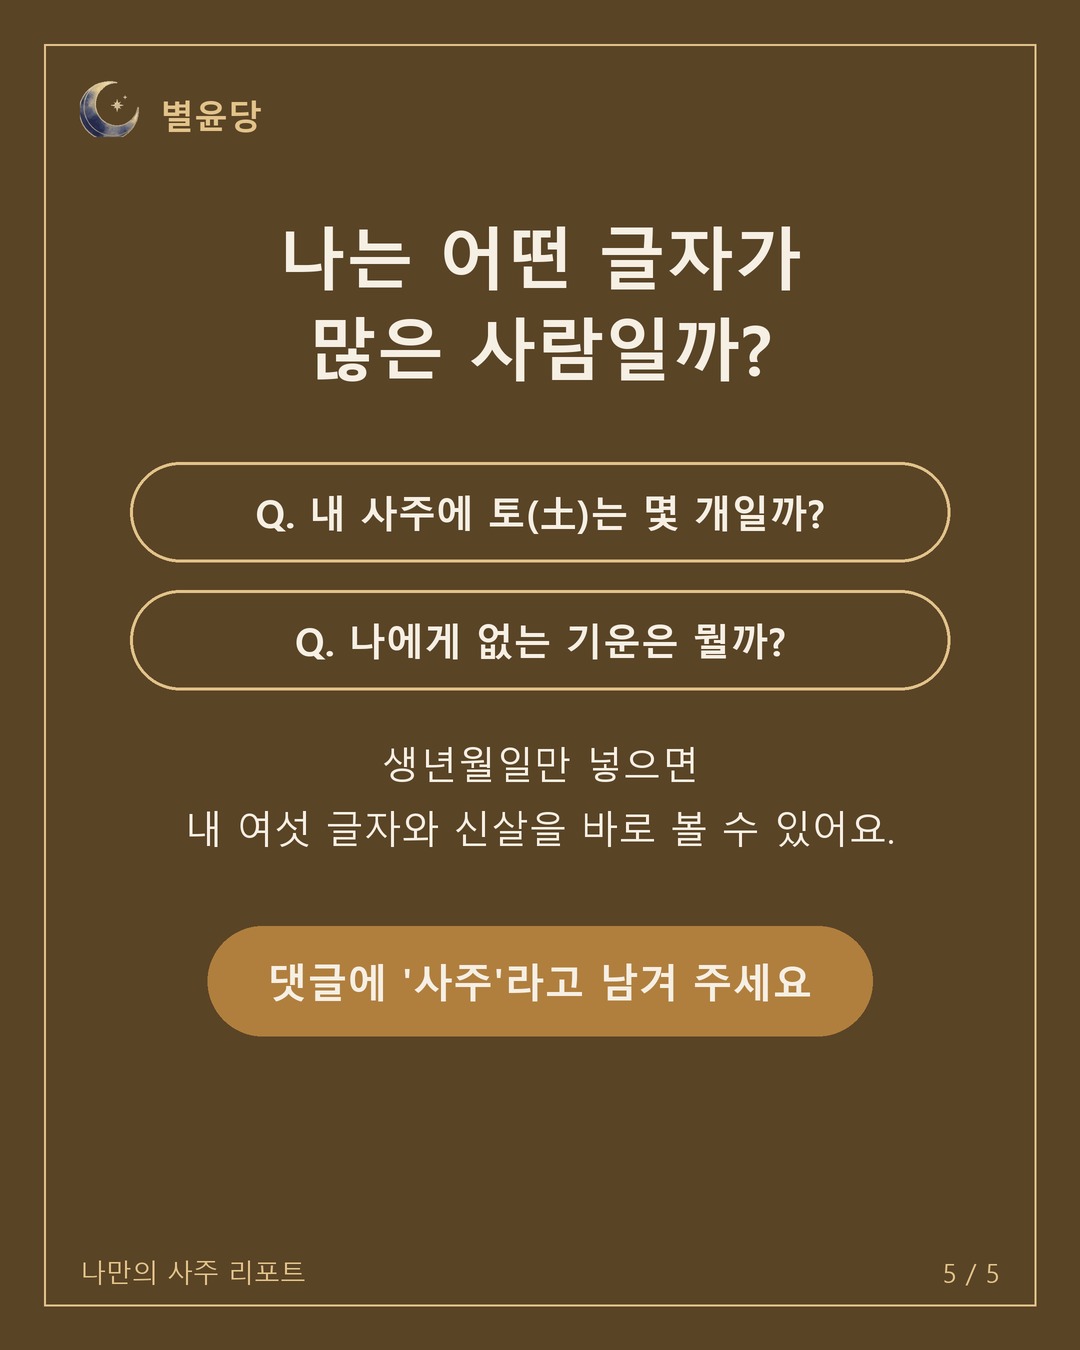 별윤당
나는 어떤 글자가
많은 사람일까?
Q. 내 사주에 토(土)는 몇 개일까?
Q. 나에게 없는 기운은 뭘까?
생년월일만 넣으면
내 여섯 글자와 신살을 바로 볼 수 있어요.
댓글에 '사주'라고 남겨 주세요
나만의 사주 리포트
5 / 5